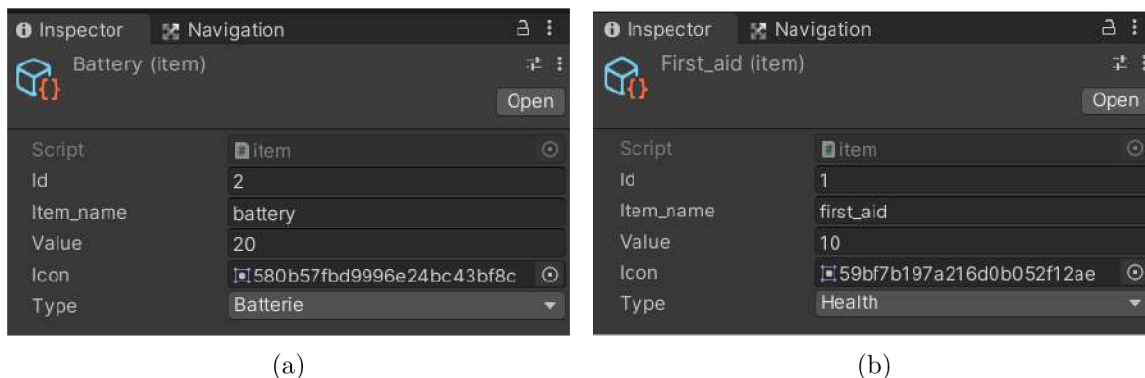 Inspector Navigation
Battery (item)
Open
Script item
Id 2
Item_name battery
Value 20
Icon 580b57fbd9996e24bc43bf8c
Type Batterie
(a)
Inspector Navigation
First_aid (item)
Open
Script item
Id 1
Item_name first_aid
Value 10
Icon 59bf7b197a216d0b052f12ae
Type Health
(b)